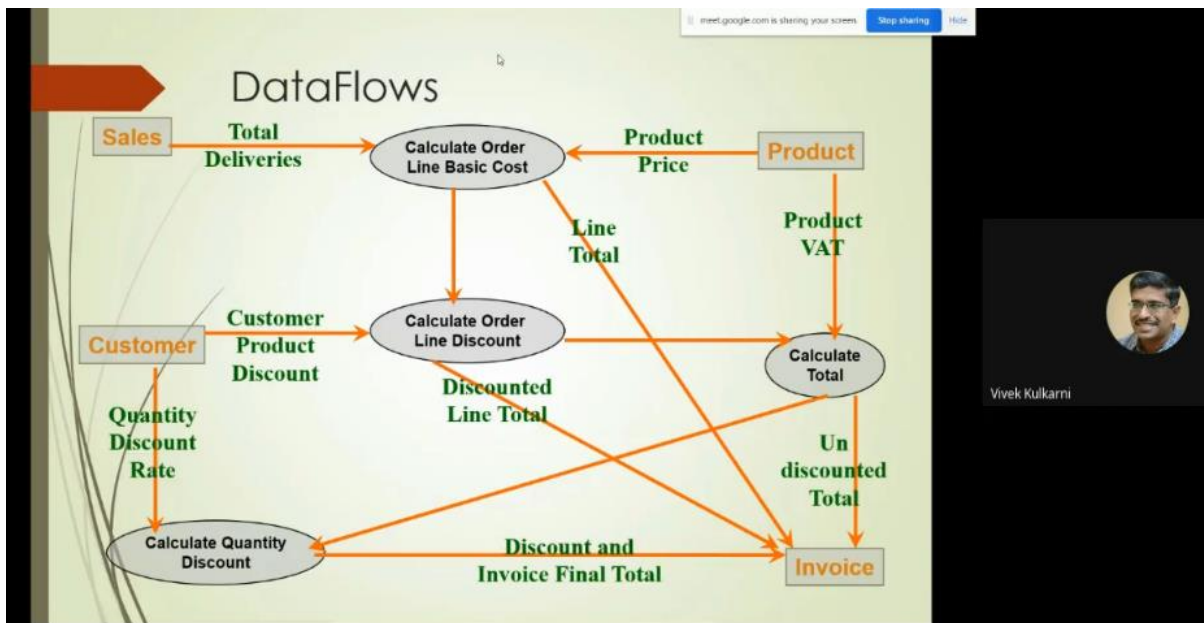 meet.google.com is sharing your screen.
Stop sharing
Hide
DataFlows
Sales
Total
Deliveries
Calculate Order
Line Basic Cost
Product
Price
Product
Line
Total
Product
VAT
Customer
Customer
Product
Discount
Calculate Order
Line Discount
Calculate
Total
Discounted
Line Total
Quantity
Discount
Rate
Un
discounted
Total
Calculate Quantity
Discount
Discount and
Invoice Final Total
Invoice
Vivek Kulkarni